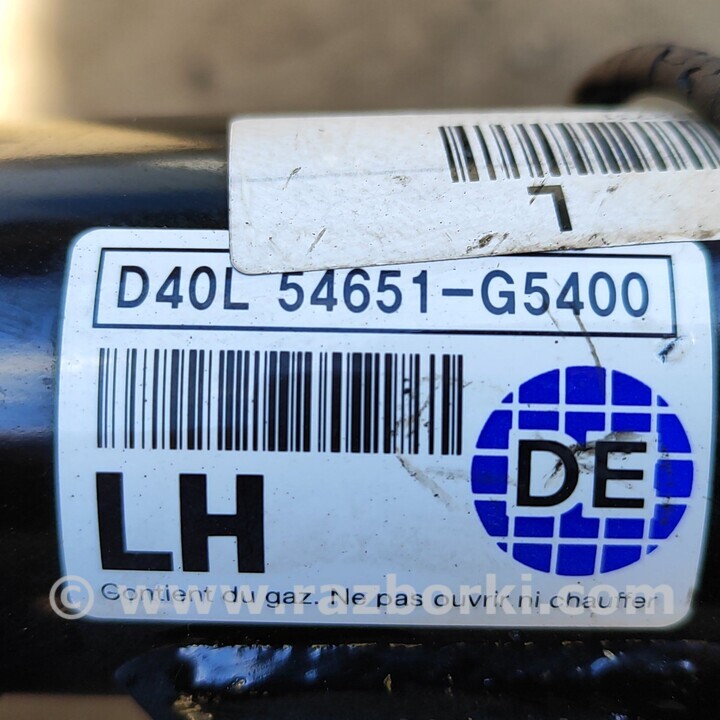 L
D40L 54651-G5400
DE
LH
© www.razborki.com
Contient du gaz. Ne pas ouvrir ni chauffer